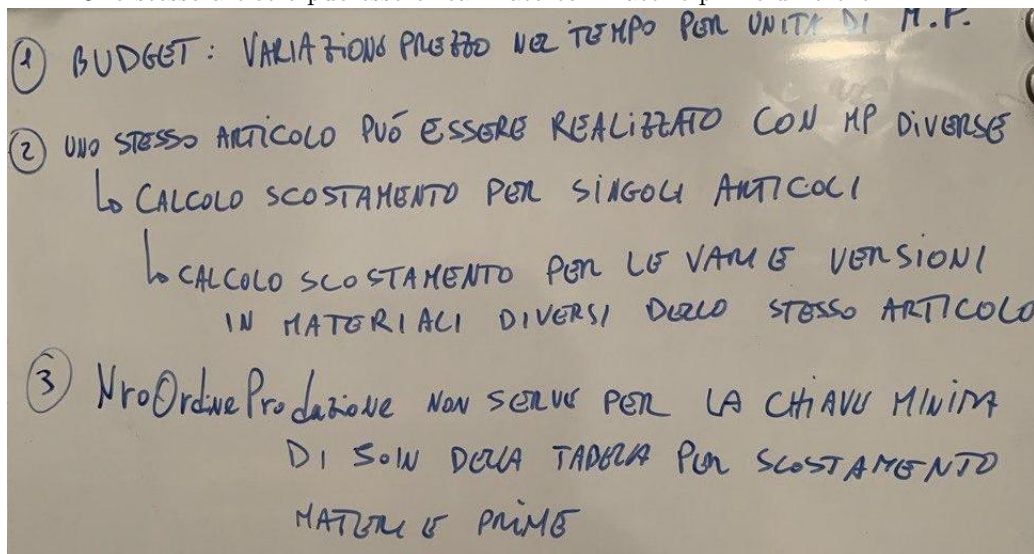 ① BUDGET: VARIAZIONE PREZZO NEL TEMPO PER UNITA DI M.P.
② UNO STESSO ARTICOLO PUÓ ESSERE REALIZZATO CON MP DIVERSE
↳ CALCOLO SCOSTAMENTO PER SINGOLI ARTICOLI
↳ CALCOLO SCOSTAMENTO PER LE VARIE VERSIONI
IN MATERIALI DIVERSI DELLO STESSO ARTICOLO
③ NroOrdineProduzione NON SERVE PER LA CHIAVE MINIMA
DI JOIN DELLA TABELLA PER SCOSTAMENTO
MATERIE PRIME